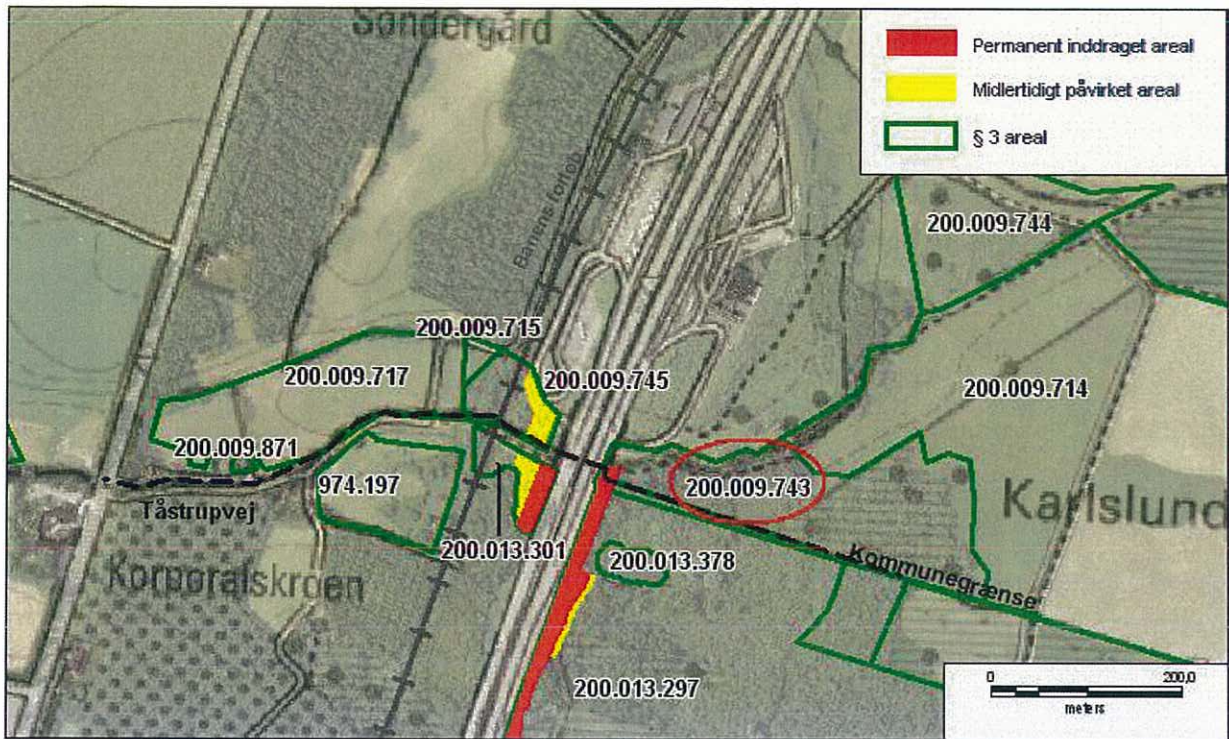 Søndergård
Permanent inddraget areal
Midlertidigt påvirket areal
§ 3 areal
Banens forløb
200.009.744
200.009.715
200.009.717
200.009.745
200.009.714
200.009.871
974.197
200.009.743
Tåstrupvej
Karlslund
200.013.301
200.013.378
Korporalskroen
Kommunegrænse
200.013.297
0
200,0
meters